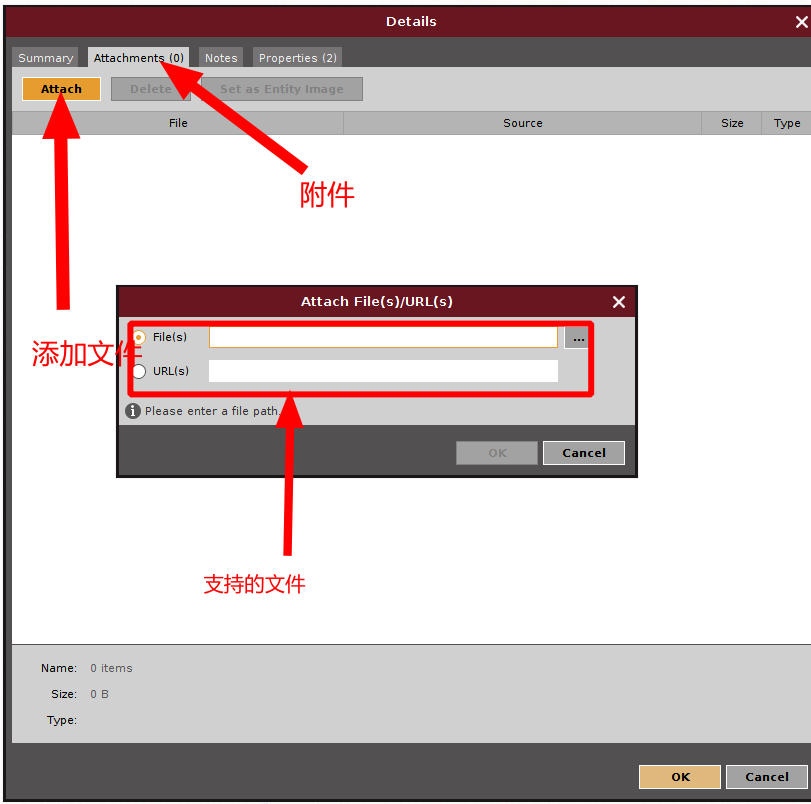 Details
Summary
Attachments (0)
Notes
Properties (2)
Attach
Delete
Set as Entity Image
File
Source
Size
Type
附件
添加文件
Attach File(s)/URL(s)
File(s)
...
URL(s)
Please enter a file path.
OK
Cancel
支持的文件
Name: 0 items
Size: 0 B
Type:
OK
Cancel